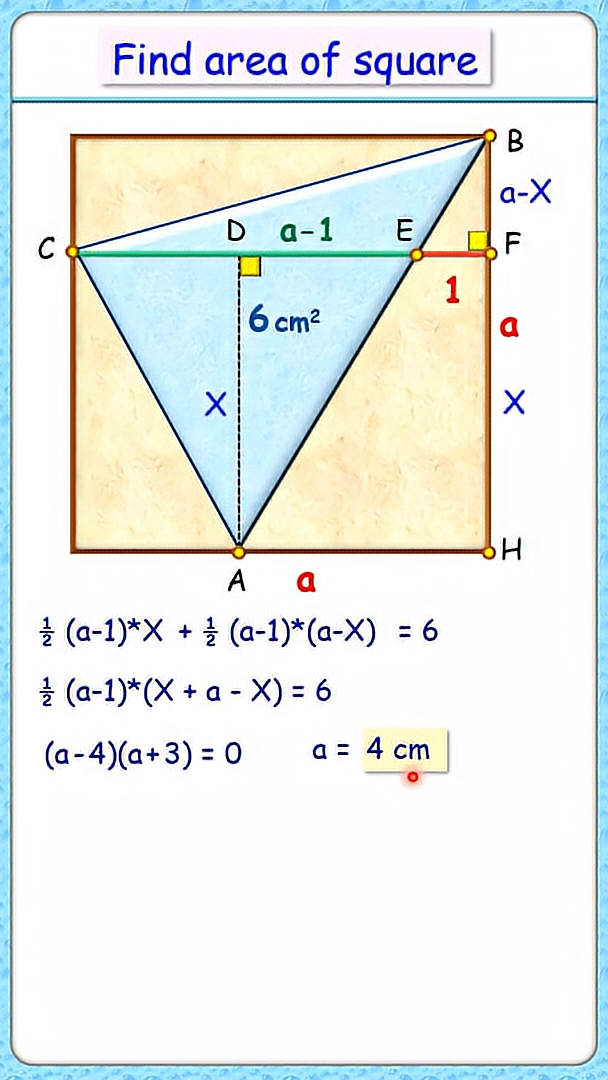 Find area of square
B
a-X
C
D
a-1
E
F
1
6 cm²
a
X
X
A
a
H
½ (a-1)*X + ½ (a-1)*(a-X) = 6
½ (a-1)*(X + a - X) = 6
(a-4)(a+3) = 0 a = 4 cm